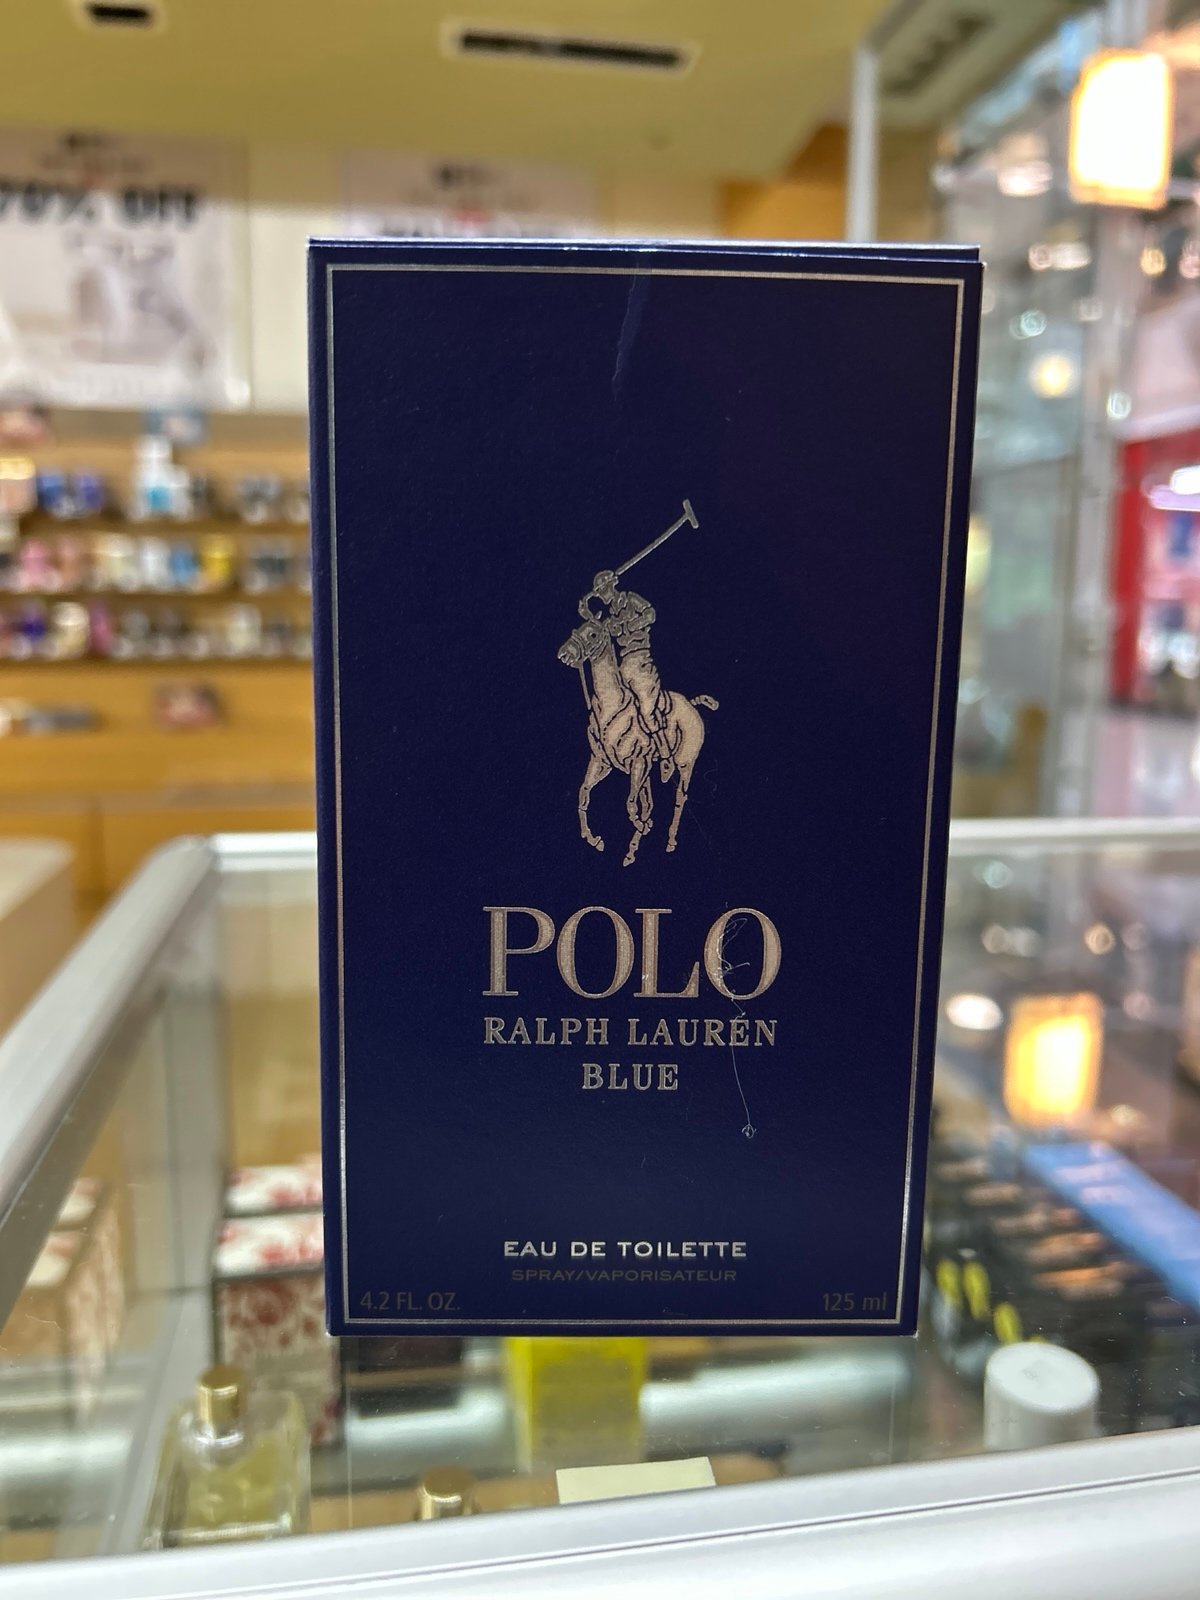 POLO
RALPH LAUREN
BLUE
EAU DE TOILETTE
SPRAY/VAPORISATEUR
4.2 FL. OZ.
125 ml